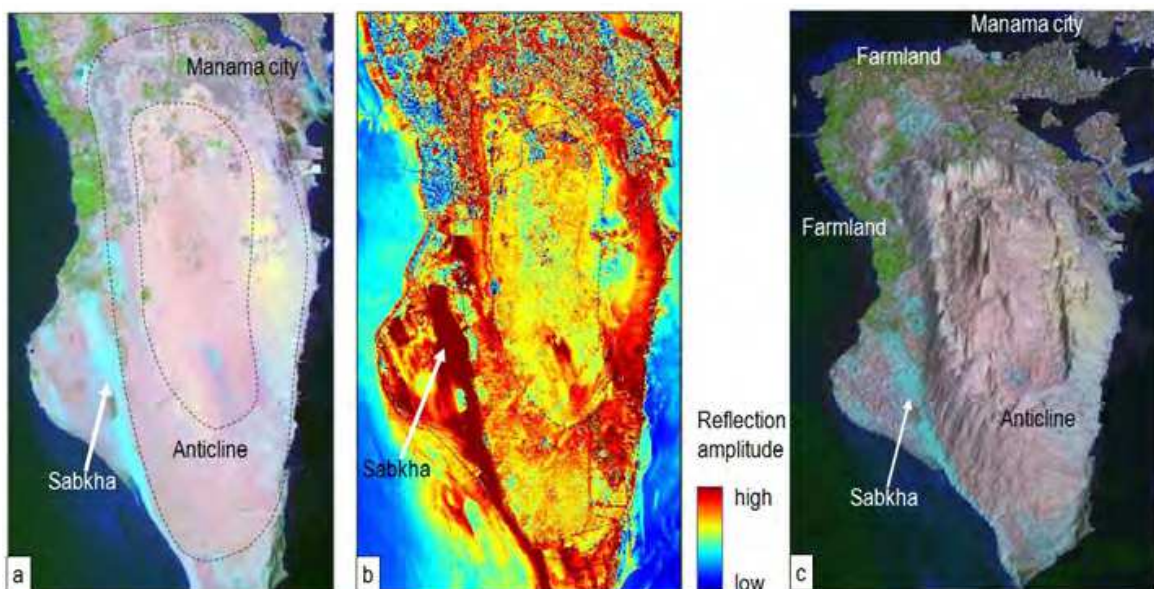 Manama city
Anticline
Sabkha
a
Sabkha
b
Reflection
amplitude
high
low
Manama city
Farmland
Farmland
Anticline
Sabkha
c